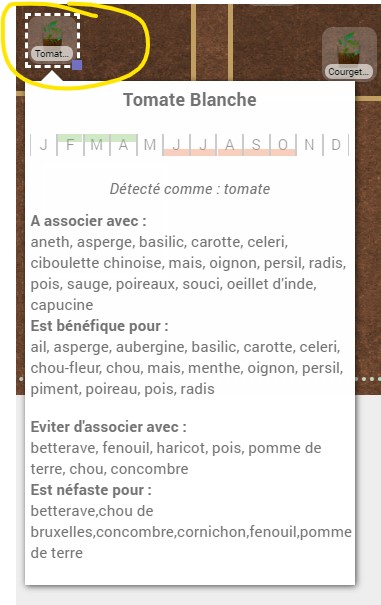 Tomat...
Courget...
Tomate Blanche
J F M A M J J A S O N D
Détecté comme : tomate
A associer avec :
aneth, asperge, basilic, carotte, celeri,
ciboulette chinoise, mais, oignon, persil, radis,
pois, sauge, poireaux, souci, oeillet d'inde,
capucine
Est bénéfique pour :
ail, asperge, aubergine, basilic, carotte, celeri,
chou-fleur, chou, mais, menthe, oignon, persil,
piment, poireau, pois, radis
Eviter d'associer avec :
betterave, fenouil, haricot, pois, pomme de
terre, chou, concombre
Est néfaste pour :
betterave,chou de
bruxelles,concombre,cornichon,fenouil,pomme
de terre